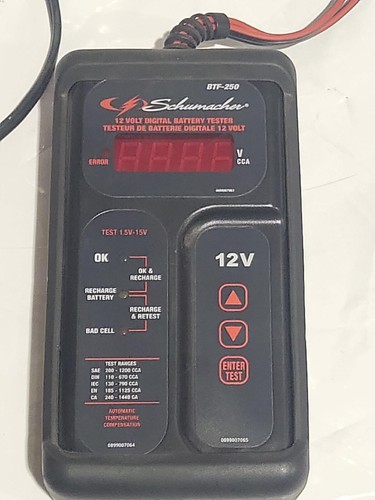 BTF-250
Schumacher®
12 VOLT DIGITAL BATTERY TESTER
TESTEUR DE BATTERIE DIGITALE 12 VOLT
ERROR
V
CCA
TEST 1.5V-15V
OK
OK &
RECHARGE
RECHARGE
BATTERY
RECHARGE
& RETEST
BAD CELL
TEST RANGES
SAE 200 - 1200 CCA
DIN 110 - 670 CCA
IEC 130 - 790 CCA
EN 185 - 1125 CCA
CA 240 - 1440 CA
AUTOMATIC
TEMPERATURE
COMPENSATION
0899007064
12V
ENTER
TEST
0899007065